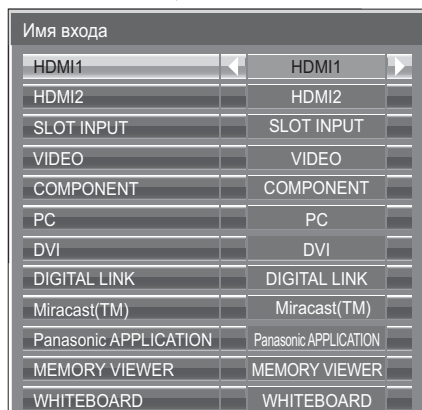 Имя входа
HDMI1 HDMI1
HDMI2 HDMI2
SLOT INPUT SLOT INPUT
VIDEO VIDEO
COMPONENT COMPONENT
PC PC
DVI DVI
DIGITAL LINK DIGITAL LINK
Miracast(TM) Miracast(TM)
Panasonic APPLICATION Panasonic APPLICATION
MEMORY VIEWER MEMORY VIEWER
WHITEBOARD WHITEBOARD